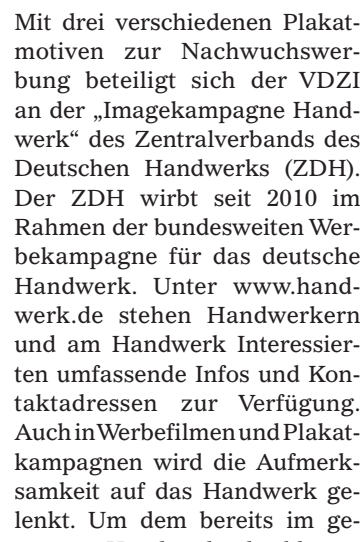 Mit drei verschiedenen Plakat-
motiven zur Nachwuchswer-
bung beteiligt sich der VDZI
an der „Imagekampagne Hand-
werk“ des Zentralverbands des
Deutschen Handwerks (ZDH).
Der ZDH wirbt seit 2010 im
Rahmen der bundesweiten Wer-
bekampagne für das deutsche
Handwerk. Unter www.hand-
werk.de stehen Handwerkern
und am Handwerk Interessier-
ten umfassende Infos und Kon-
taktadressen zur Verfügung.
Auch in Werbefilmen und Plakat-
kampagnen wird die Aufmerk-
samkeit auf das Handwerk ge-
lenkt. Um dem bereits im ge-